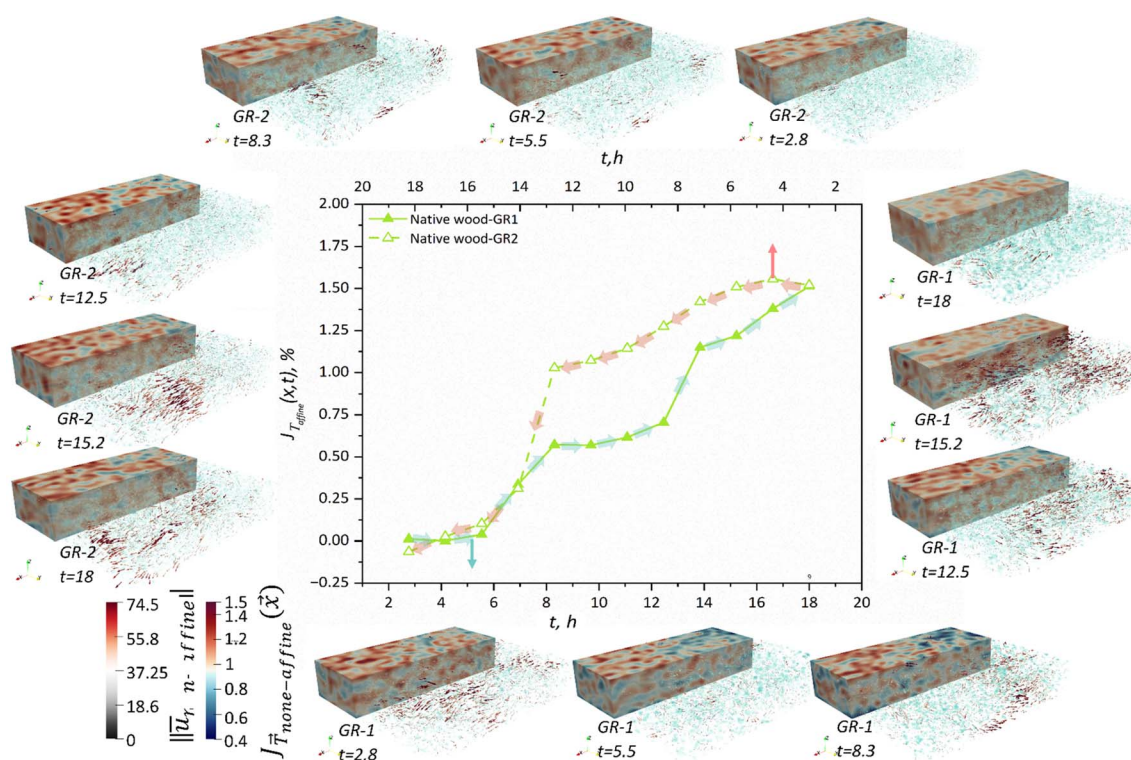 GR-2
t=8.3
GR-2
t=5.5
GR-2
t=2.8
t,h
20 18 16 14 12 10 8 6 4 2
2.00
1.75
1.50
1.25
1.00
0.75
0.50
0.25
0.00
−0.25
J_T_affine(x,t), %
Native wood-GR1
Native wood-GR2
2 4 6 8 10 12 14 16 18 20
t, h
GR-2
t=12.5
GR-2
t=15.2
GR-2
t=18
GR-1
t=18
GR-1
t=15.2
GR-1
t=12.5
74.5
55.8
37.25
18.6
0
1.5
1.4
1.2
1
0.8
0.6
0.4
J_T none−affine (x)
GR-1
t=2.8
GR-1
t=5.5
GR-1
t=8.3